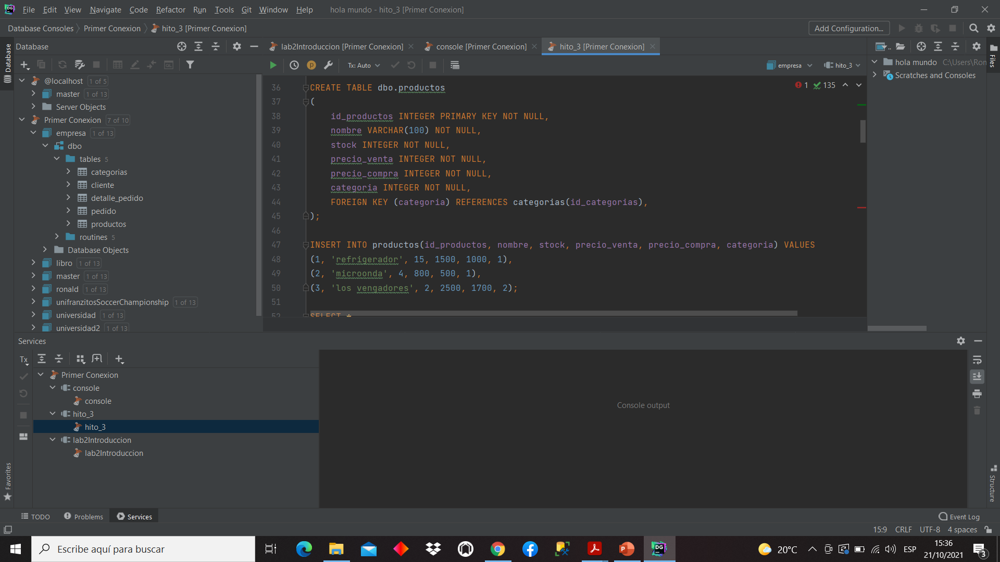 DG File Edit View Navigate Code Refactor Run Tools Git Window Help hola mundo - hito_3 [Primer Conexion]
Database Consoles Primer Conexion hito_3 [Primer Conexion] Add Configuration...
Database
Database
lab2Introduccion [Primer Conexion] console [Primer Conexion] hito_3 [Primer Conexion]
Tx: Auto empresa hito_3
@localhost 1 of 5
master 1 of 13
Server Objects
Primer Conexion 7 of 10
empresa 1 of 13
dbo
tables 5
categorias
cliente
detalle_pedido
pedido
productos
routines 5
Database Objects
libro 1 of 13
master 1 of 13
ronald 1 of 13
unifranzitosSoccerChampionship 1 of 13
universidad 1 of 13
universidad2 1 of 13
1 135
36 CREATE TABLE dbo.productos
37 (
38 id_productos INTEGER PRIMARY KEY NOT NULL,
39 nombre VARCHAR(100) NOT NULL,
40 stock INTEGER NOT NULL,
41 precio_venta INTEGER NOT NULL,
42 precio_compra INTEGER NOT NULL,
43 categoria INTEGER NOT NULL,
44 FOREIGN KEY (categoria) REFERENCES categorias(id_categorias),
45 );
46
47 INSERT INTO productos(id_productos, nombre, stock, precio_venta, precio_compra, categoria) VALUES
48 (1, 'refrigerador', 15, 1500, 1000, 1),
49 (2, 'microonda', 4, 800, 500, 1),
50 (3, 'los vengadores', 2, 2500, 1700, 2);
51
52 SELECT *
hola mundo C:\Users\Ron
Scratches and Consoles
Files
Services
Tx
Primer Conexion
console
console
hito_3
hito_3
lab2Introduccion
lab2Introduccion
Console output
Favorites
Structure
TODO Problems Services Event Log
15:9 CRLF UTF-8 4 spaces
Escribe aquí para buscar
DG
20°C ESP
15:36
21/10/2021
3